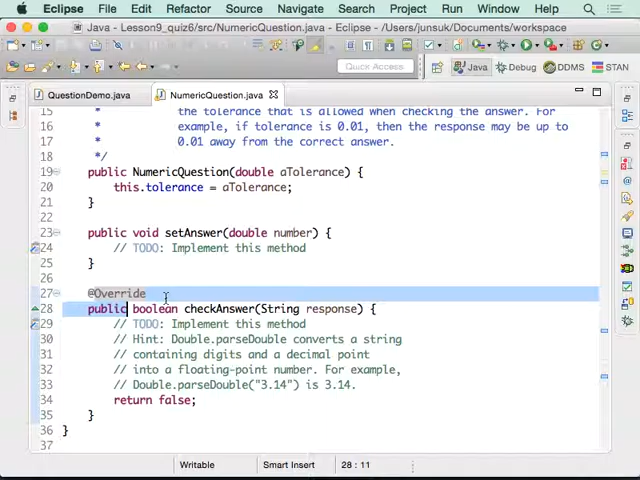 Eclipse File Edit Refactor Source Navigate Search Project Run Window Help
Java - Lesson9_quiz6/src/NumericQuestion.java - Eclipse - /Users/junsuk/Documents/workspace
Quick Access Java Debug DDMS STAN
QuestionDemo.java NumericQuestion.java
15 * the tolerance that is allowed when checking the answer. For
16 * example, if tolerance is 0.01, then the response may be up to
17 * 0.01 away from the correct answer.
18 */
19 public NumericQuestion(double aTolerance) {
20 this.tolerance = aTolerance;
21 }
22
23 public void setAnswer(double number) {
24 // TODO: Implement this method
25 }
26
27 @Override
28 public boolean checkAnswer(String response) {
29 // TODO: Implement this method
30 // Hint: Double.parseDouble converts a string
31 // containing digits and a decimal point
32 // into a floating-point number. For example,
33 // Double.parseDouble("3.14") is 3.14.
34 return false;
35 }
36 }
37
Writable Smart Insert 28 : 11